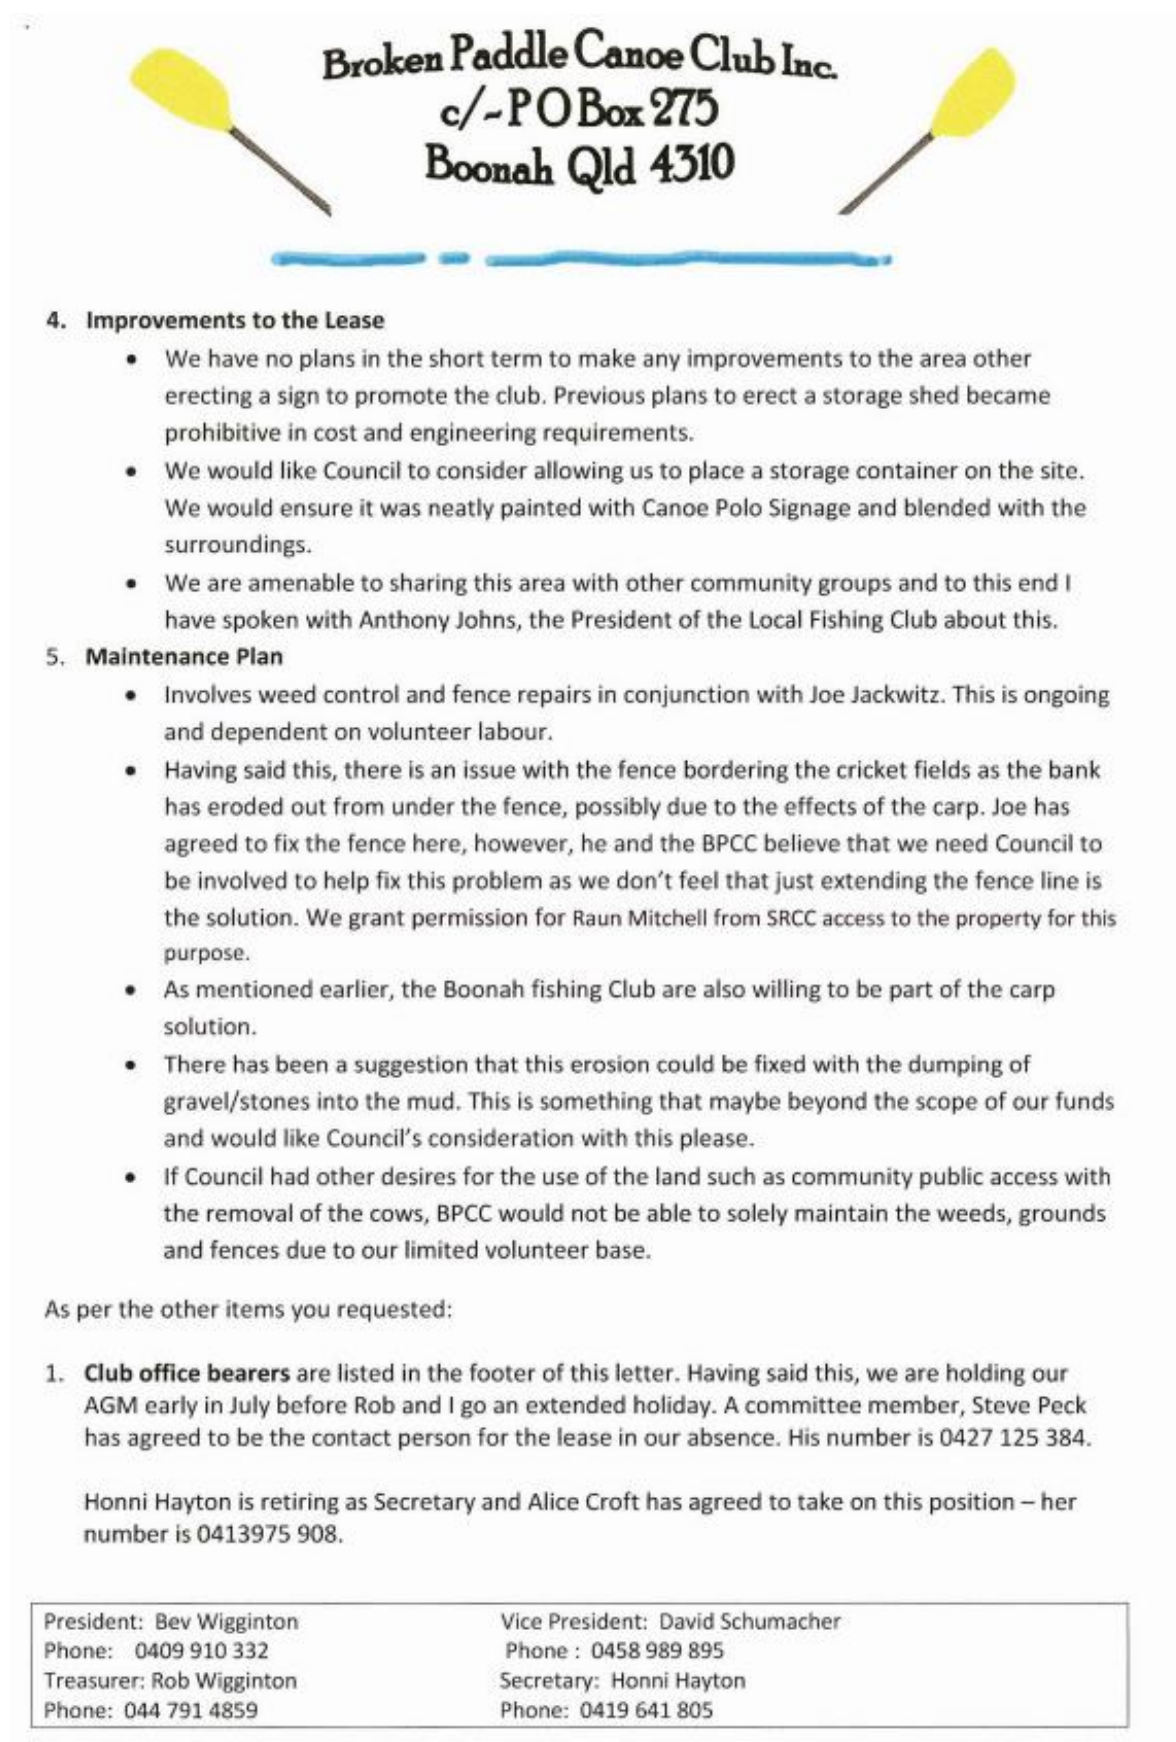 Broken Paddle Canoe Club Inc.
c/-PO Box 275
Boonah Qld 4310
4. Improvements to the Lease
• We have no plans in the short term to make any improvements to the area other
erecting a sign to promote the club. Previous plans to erect a storage shed became
prohibitive in cost and engineering requirements.
• We would like Council to consider allowing us to place a storage container on the site.
We would ensure it was neatly painted with Canoe Polo Signage and blended with the
surroundings.
• We are amenable to sharing this area with other community groups and to this end I
have spoken with Anthony Johns, the President of the Local Fishing Club about this.
5. Maintenance Plan
• Involves weed control and fence repairs in conjunction with Joe Jackwitz. This is ongoing
and dependent on volunteer labour.
• Having said this, there is an issue with the fence bordering the cricket fields as the bank
has eroded out from under the fence, possibly due to the effects of the carp. Joe has
agreed to fix the fence here, however, he and the BPCC believe that we need Council to
be involved to help fix this problem as we don't feel that just extending the fence line is
the solution. We grant permission for Raun Mitchell from SRCC access to the property for this
purpose.
• As mentioned earlier, the Boonah fishing Club are also willing to be part of the carp
solution.
• There has been a suggestion that this erosion could be fixed with the dumping of
gravel/stones into the mud. This is something that maybe beyond the scope of our funds
and would like Council's consideration with this please.
• If Council had other desires for the use of the land such as community public access with
the removal of the cows, BPCC would not be able to solely maintain the weeds, grounds
and fences due to our limited volunteer base.
As per the other items you requested:
1. Club office bearers are listed in the footer of this letter. Having said this, we are holding our
AGM early in July before Rob and I go an extended holiday. A committee member, Steve Peck
has agreed to be the contact person for the lease in our absence. His number is 0427 125 384.
Honni Hayton is retiring as Secretary and Alice Croft has agreed to take on this position – her
number is 0413975 908.
President: Bev Wigginton Vice President: David Schumacher
Phone: 0409 910 332 Phone : 0458 989 895
Treasurer: Rob Wigginton Secretary: Honni Hayton
Phone: 044 791 4859 Phone: 0419 641 805